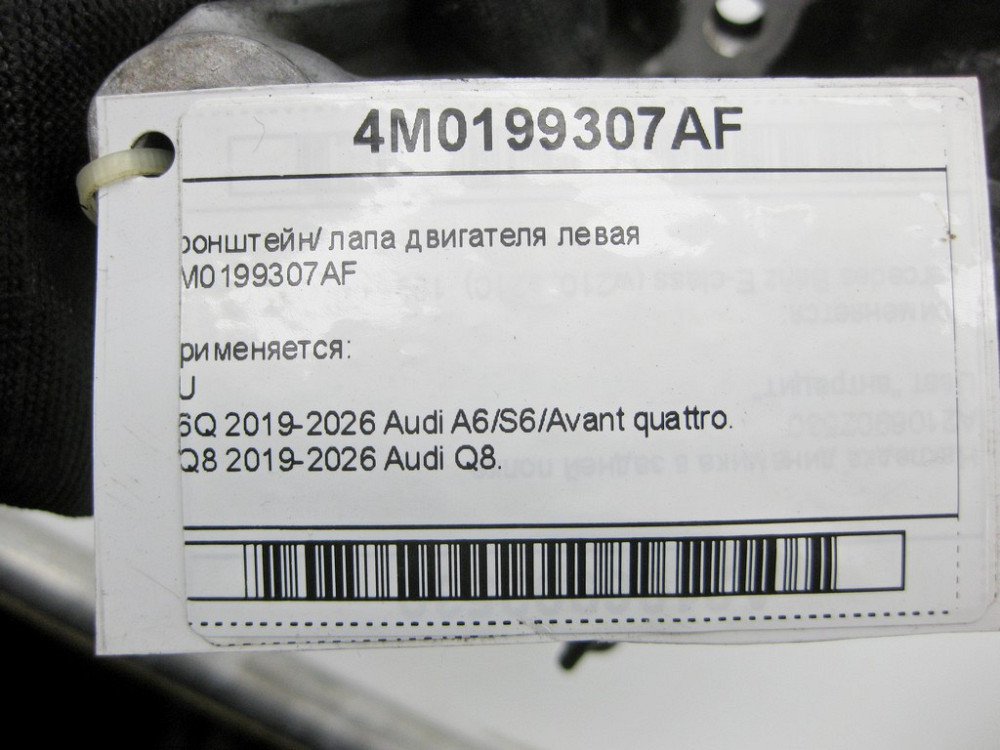 4M0199307AF
ронштейн/ лапа двигателя левая
M0199307AF
рименяется:
U
6Q 2019-2026 Audi A6/S6/Avant quattro.
Q8 2019-2026 Audi Q8.